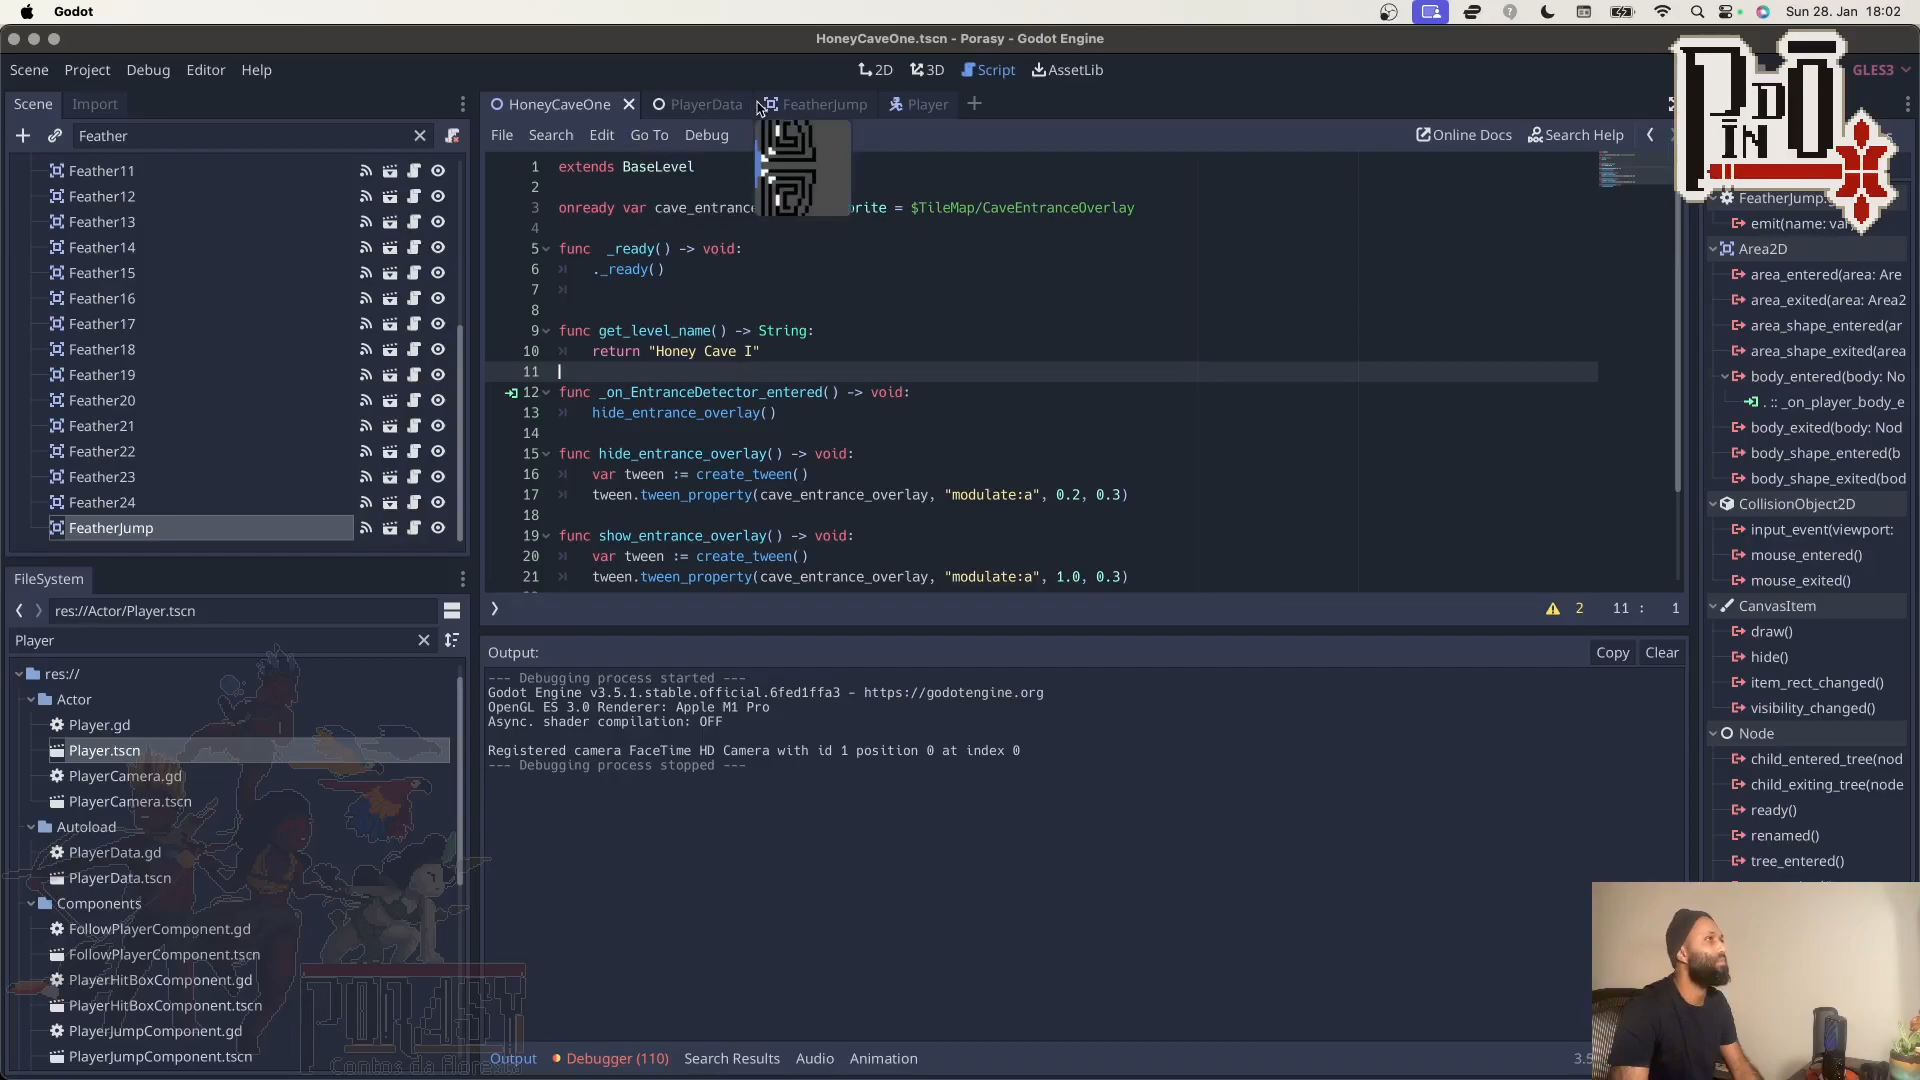 Godot
Sun 28. Jan 18:02
HoneyCaveOne.tscn - Porasy - Godot Engine
Scene Project Debug Editor Help
2D 3D Script AssetLib
GLES3
PIndOrO
Scene Import
Feather
Feather11
Feather12
Feather13
Feather14
Feather15
Feather16
Feather17
Feather18
Feather19
Feather20
Feather21
Feather22
Feather23
Feather24
FeatherJump
FileSystem
res://Actor/Player.tscn
Player
res://
Actor
Player.gd
Player.tscn
PlayerCamera.gd
PlayerCamera.tscn
Autoload
PlayerData.gd
PlayerData.tscn
Components
FollowPlayerComponent.gd
FollowPlayerComponent.tscn
PlayerHitBoxComponent.gd
PlayerHitBoxComponent.tscn
PlayerJumpComponent.gd
PlayerJumpComponent.tscn
PORASY
Contos da floresta
HoneyCaveOne PlayerData FeatherJump Player
File Search Edit Go To Debug
Online Docs Search Help
1 extends BaseLevel
2
3 onready var cave_entrance rite = $TileMap/CaveEntranceOverlay
4
5 func _ready() -> void:
6 ._ready()
7
8
9 func get_level_name() -> String:
10 return "Honey Cave I"
11
12 func _on_EntranceDetector_entered() -> void:
13 hide_entrance_overlay()
14
15 func hide_entrance_overlay() -> void:
16 var tween := create_tween()
17 tween.tween_property(cave_entrance_overlay, "modulate:a", 0.2, 0.3)
18
19 func show_entrance_overlay() -> void:
20 var tween := create_tween()
21 tween.tween_property(cave_entrance_overlay, "modulate:a", 1.0, 0.3)
2 11 : 1
Output:
Copy Clear
--- Debugging process started ---
Godot Engine v3.5.1.stable.official.6fed1ffa3 - https://godotengine.org
OpenGL ES 3.0 Renderer: Apple M1 Pro
Async. shader compilation: OFF
Registered camera FaceTime HD Camera with id 1 position 0 at index 0
--- Debugging process stopped ---
Output Debugger (110) Search Results Audio Animation
3.5
FeatherJump.g
emit(name: va
Area2D
area_entered(area: Are
area_exited(area: Area2
area_shape_entered(ar
area_shape_exited(area
body_entered(body: No
. :: _on_player_body_e
body_exited(body: Nod
body_shape_entered(b
body_shape_exited(bod
CollisionObject2D
input_event(viewport:
mouse_entered()
mouse_exited()
CanvasItem
draw()
hide()
item_rect_changed()
visibility_changed()
Node
child_entered_tree(nod
child_exiting_tree(node
ready()
renamed()
tree_entered()